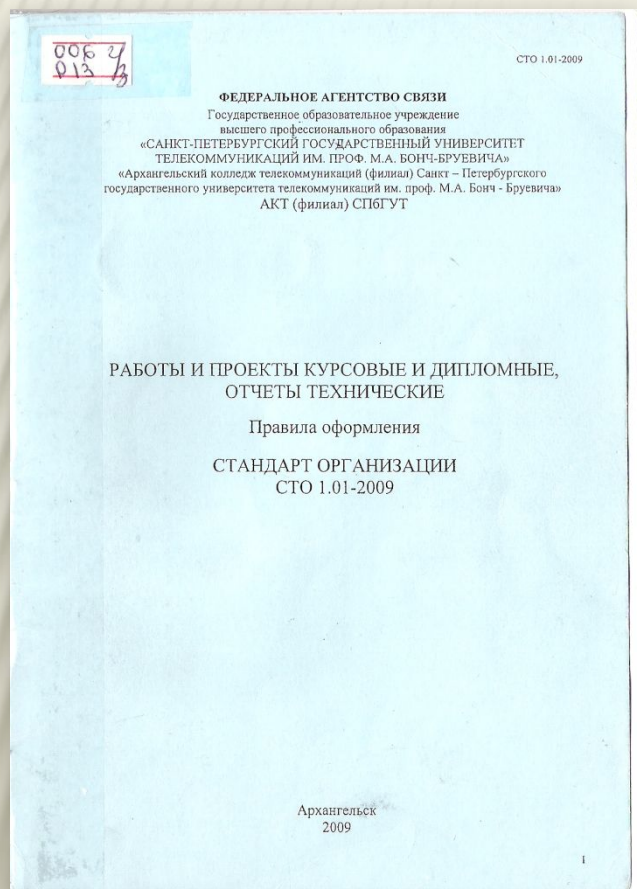 006 ч/з
013
СТО 1.01-2009
ФЕДЕРАЛЬНОЕ АГЕНТСТВО СВЯЗИ
Государственное образовательное учреждение
высшего профессионального образования
«САНКТ-ПЕТЕРБУРГСКИЙ ГОСУДАРСТВЕННЫЙ УНИВЕРСИТЕТ
ТЕЛЕКОММУНИКАЦИЙ ИМ. ПРОФ. М.А. БОНЧ-БРУЕВИЧА»
«Архангельский колледж телекоммуникаций (филиал) Санкт – Петербургского
государственного университета телекоммуникаций им. проф. М.А. Бонч - Бруевича»
АКТ (филиал) СПбГУТ
РАБОТЫ И ПРОЕКТЫ КУРСОВЫЕ И ДИПЛОМНЫЕ,
ОТЧЕТЫ ТЕХНИЧЕСКИЕ
Правила оформления
СТАНДАРТ ОРГАНИЗАЦИИ
СТО 1.01-2009
Архангельск
2009
1